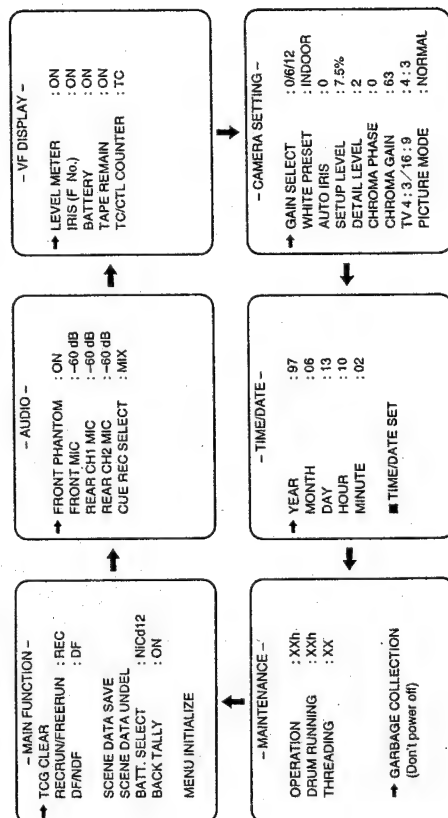 – MAIN FUNCTION –
➞ TCG CLEAR
RECRUN/FREERUN : REC
DF/NDF : DF
SCENE DATA SAVE
SCENE DATA UNDEL
BATT. SELECT : NiCd12
BACK TALLY : ON
MENU INITIALIZE
– AUDIO –
➞ FRONT PHANTOM : ON
FRONT MIC : –60 dB
REAR CH1 MIC : –60 dB
REAR CH2 MIC : –60 dB
CUE REC SELECT : MIX
– VF DISPLAY –
➞ LEVEL METER : ON
IRIS (F No.) : ON
BATTERY : ON
TAPE REMAIN : ON
TC/CTL COUNTER : TC
– CAMERA SETTING –
➞ GAIN SELECT : 0/6/12
WHITE PRESET : INDOOR
AUTO IRIS : 0
SETUP LEVEL : 7.5%
DETAIL LEVEL : 2
CHROMA PHASE : 0
CHROMA GAIN : 63
TV 4 : 3/16 : 9 : 4 : 3
PICTURE MODE : NORMAL
– TIME/DATE –
➞ YEAR : 97
MONTH : 06
DAY : 13
HOUR : 10
MINUTE : 02
■ TIME/DATE SET
– MAINTENANCE –
OPERATION : XXh
DRUM RUNNING : XXh
THREADING : XX
➞ GARBAGE COLLECTION
(Don't power off)